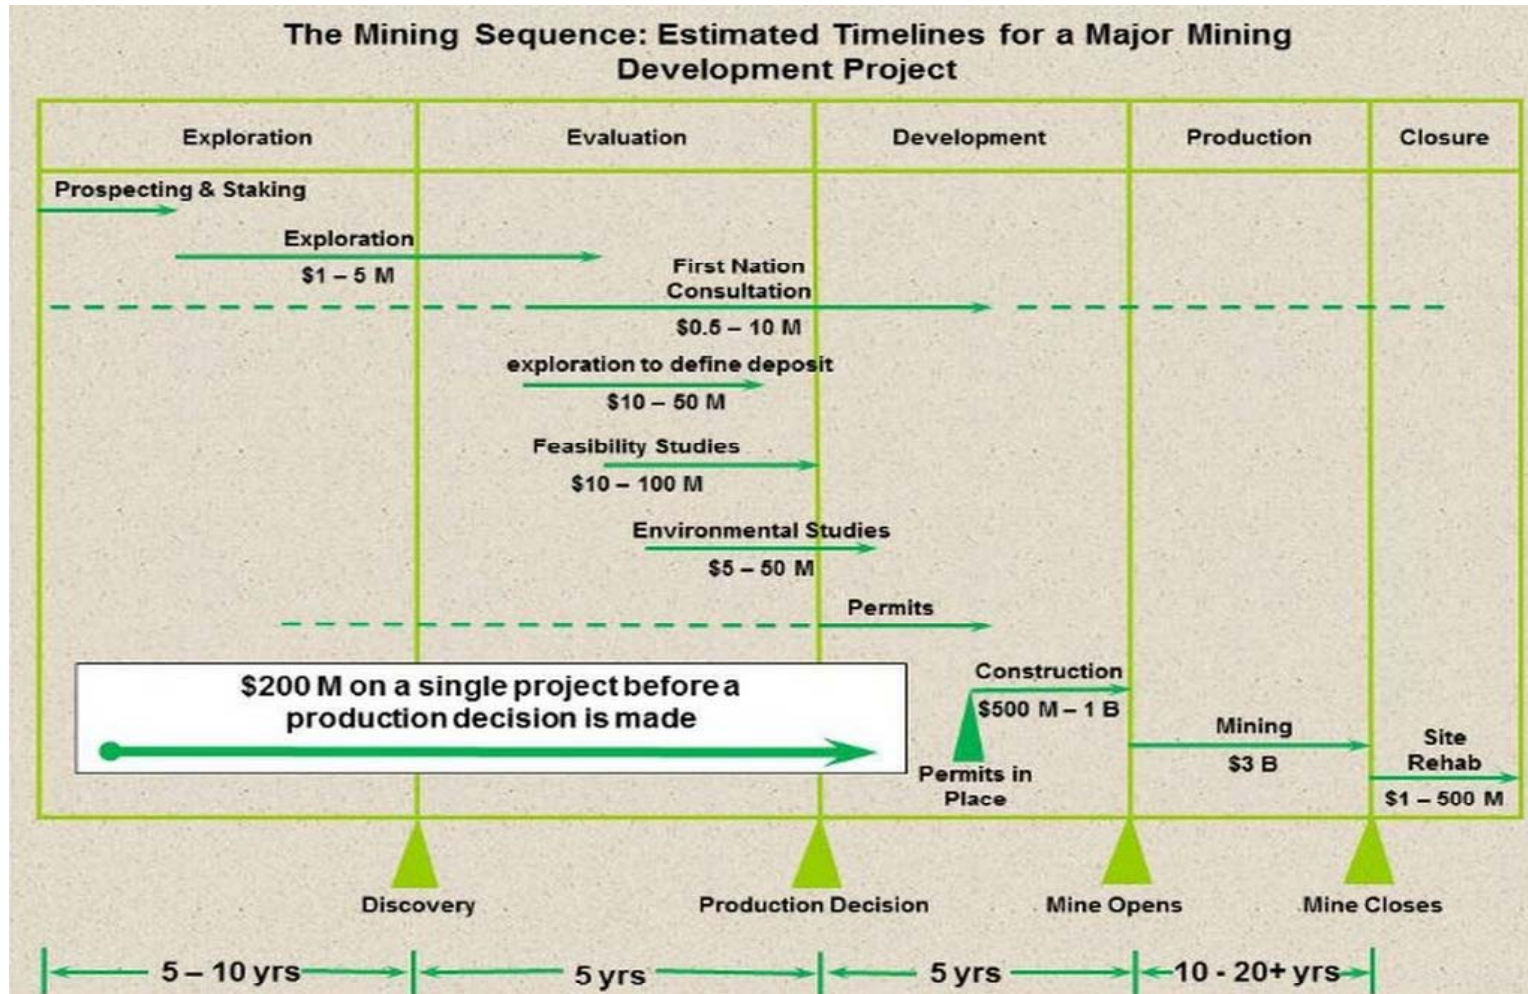 The Mining Sequence: Estimated Timelines for a Major Mining
Development Project
Exploration
Evaluation
Development
Production
Closure
Prospecting & Staking
Exploration
$1 – 5 M
First Nation
Consultation
$0.5 – 10 M
exploration to define deposit
$10 – 50 M
Feasibility Studies
$10 – 100 M
Environmental Studies
$5 – 50 M
Permits
$200 M on a single project before a
production decision is made
Construction
$500 M – 1 B
Permits in
Place
Mining
$3 B
Site
Rehab
$1 – 500 M
Discovery
Production Decision
Mine Opens
Mine Closes
5 – 10 yrs
5 yrs
5 yrs
10 - 20+ yrs